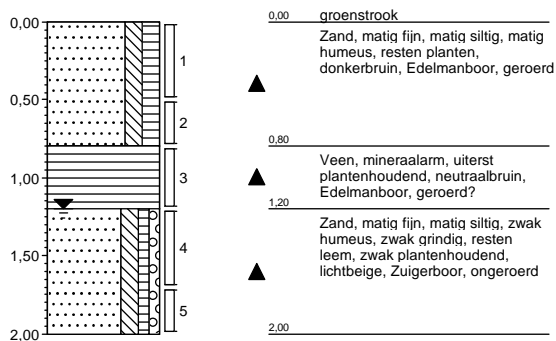 0,00
0,50
1,00
1,50
2,00
1
2
3
4
5
0,00 groenstrook
Zand, matig fijn, matig siltig, matig
humeus, resten planten,
donkerbruin, Edelmanboor, geroerd
0,80
Veen, mineraalarm, uiterst
plantenhoudend, neutraalbruin,
Edelmanboor, geroerd?
1,20
Zand, matig fijn, matig siltig, zwak
humeus, zwak grindig, resten
leem, zwak plantenhoudend,
lichtbeige, Zuigerboor, ongeroerd
2,00